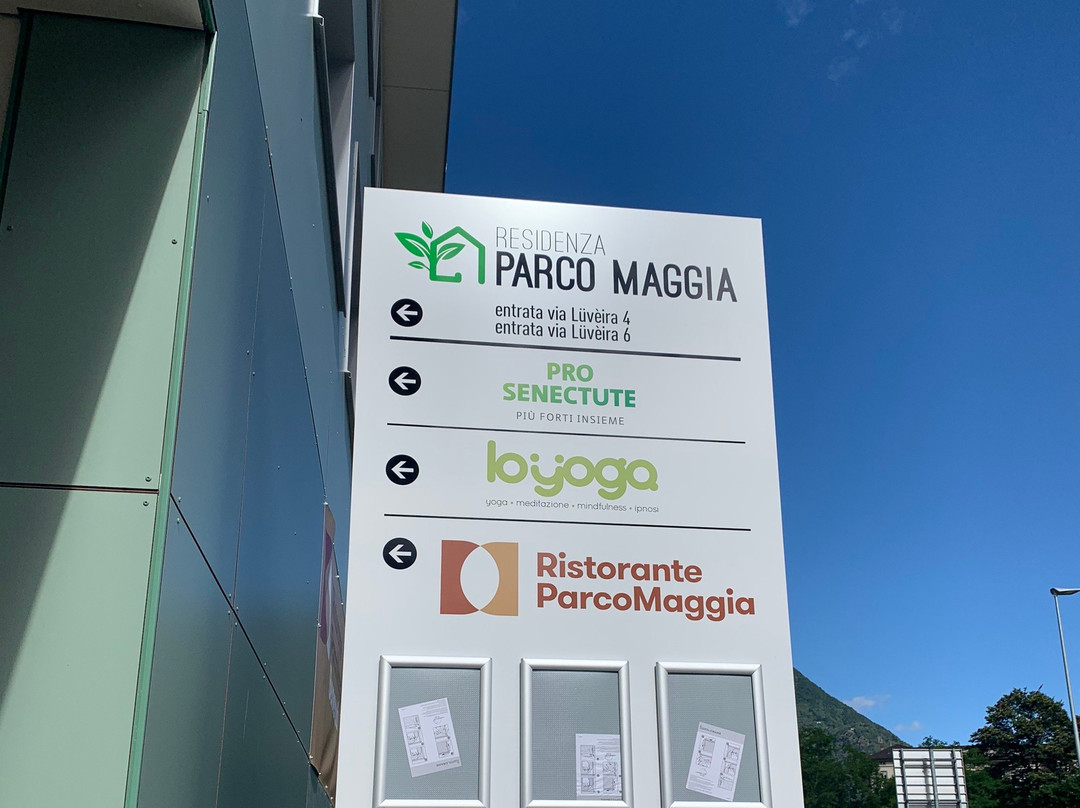 RESIDENZA
PARCO MAGGIA
entrata via Lüvèira 4
entrata via Lüvèira 6
PRO
SENECTUTE
PIÙ FORTI INSIEME
loyoga
yoga • meditazione • mindfulness • ipnosi
Ristorante
ParcoMaggia